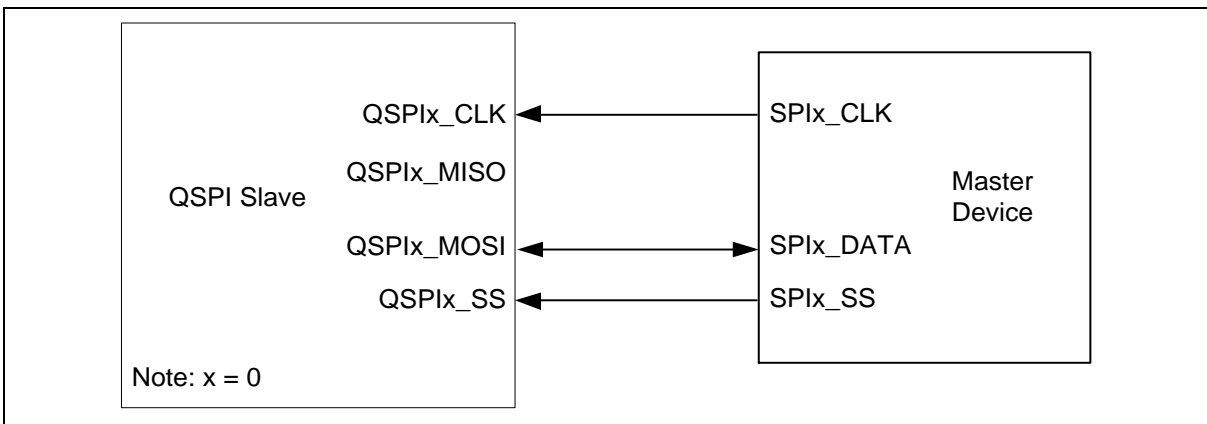 QSPIx_CLK
SPIx_CLK
QSPIx_MISO
QSPI Slave
Master
Device
QSPIx_MOSI
SPIx_DATA
QSPIx_SS
SPIx_SS
Note: x = 0